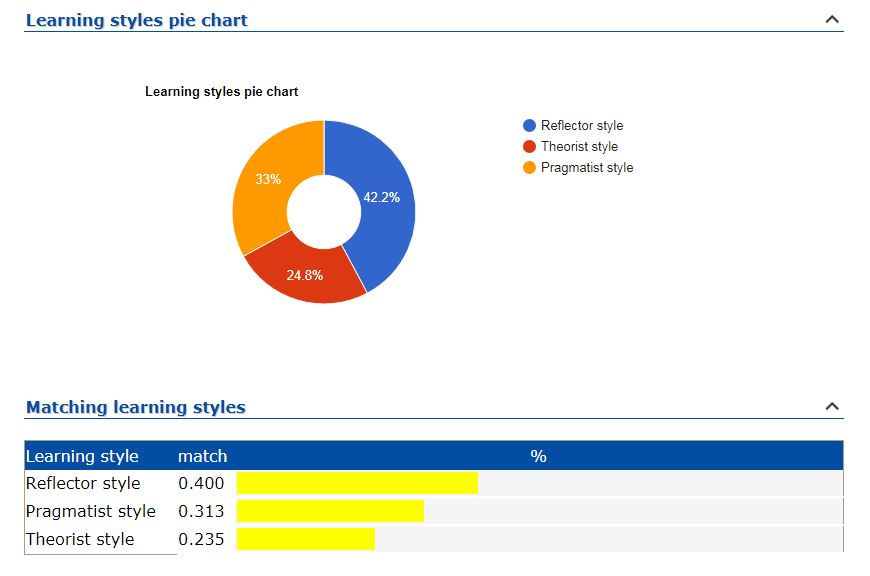 Learning styles pie chart
Learning styles pie chart
Reflector style
Theorist style
Pragmatist style
33%
42.2%
24.8%
Matching learning styles
Learning style match %
Reflector style 0.400
Pragmatist style 0.313
Theorist style 0.235